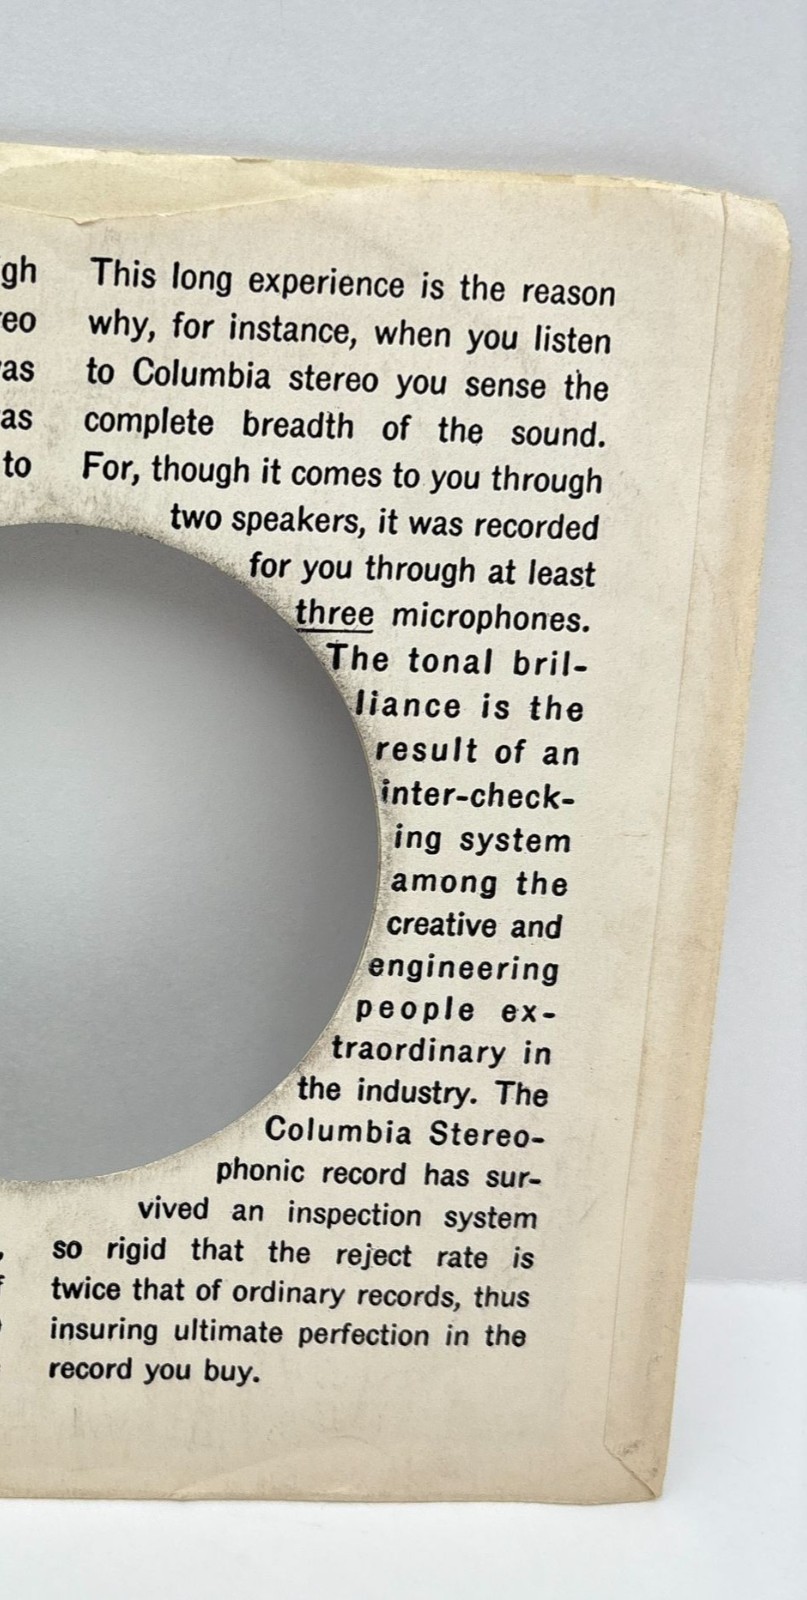 This long experience is the reason
why, for instance, when you listen
to Columbia stereo you sense the
complete breadth of the sound.
For, though it comes to you through
two speakers, it was recorded
for you through at least
three microphones.
The tonal bril-
liance is the
result of an
inter-check-
ing system
among the
creative and
engineering
people ex-
traordinary in
the industry. The
Columbia Stereo-
phonic record has sur-
vived an inspection system
so rigid that the reject rate is
twice that of ordinary records, thus
insuring ultimate perfection in the
record you buy.